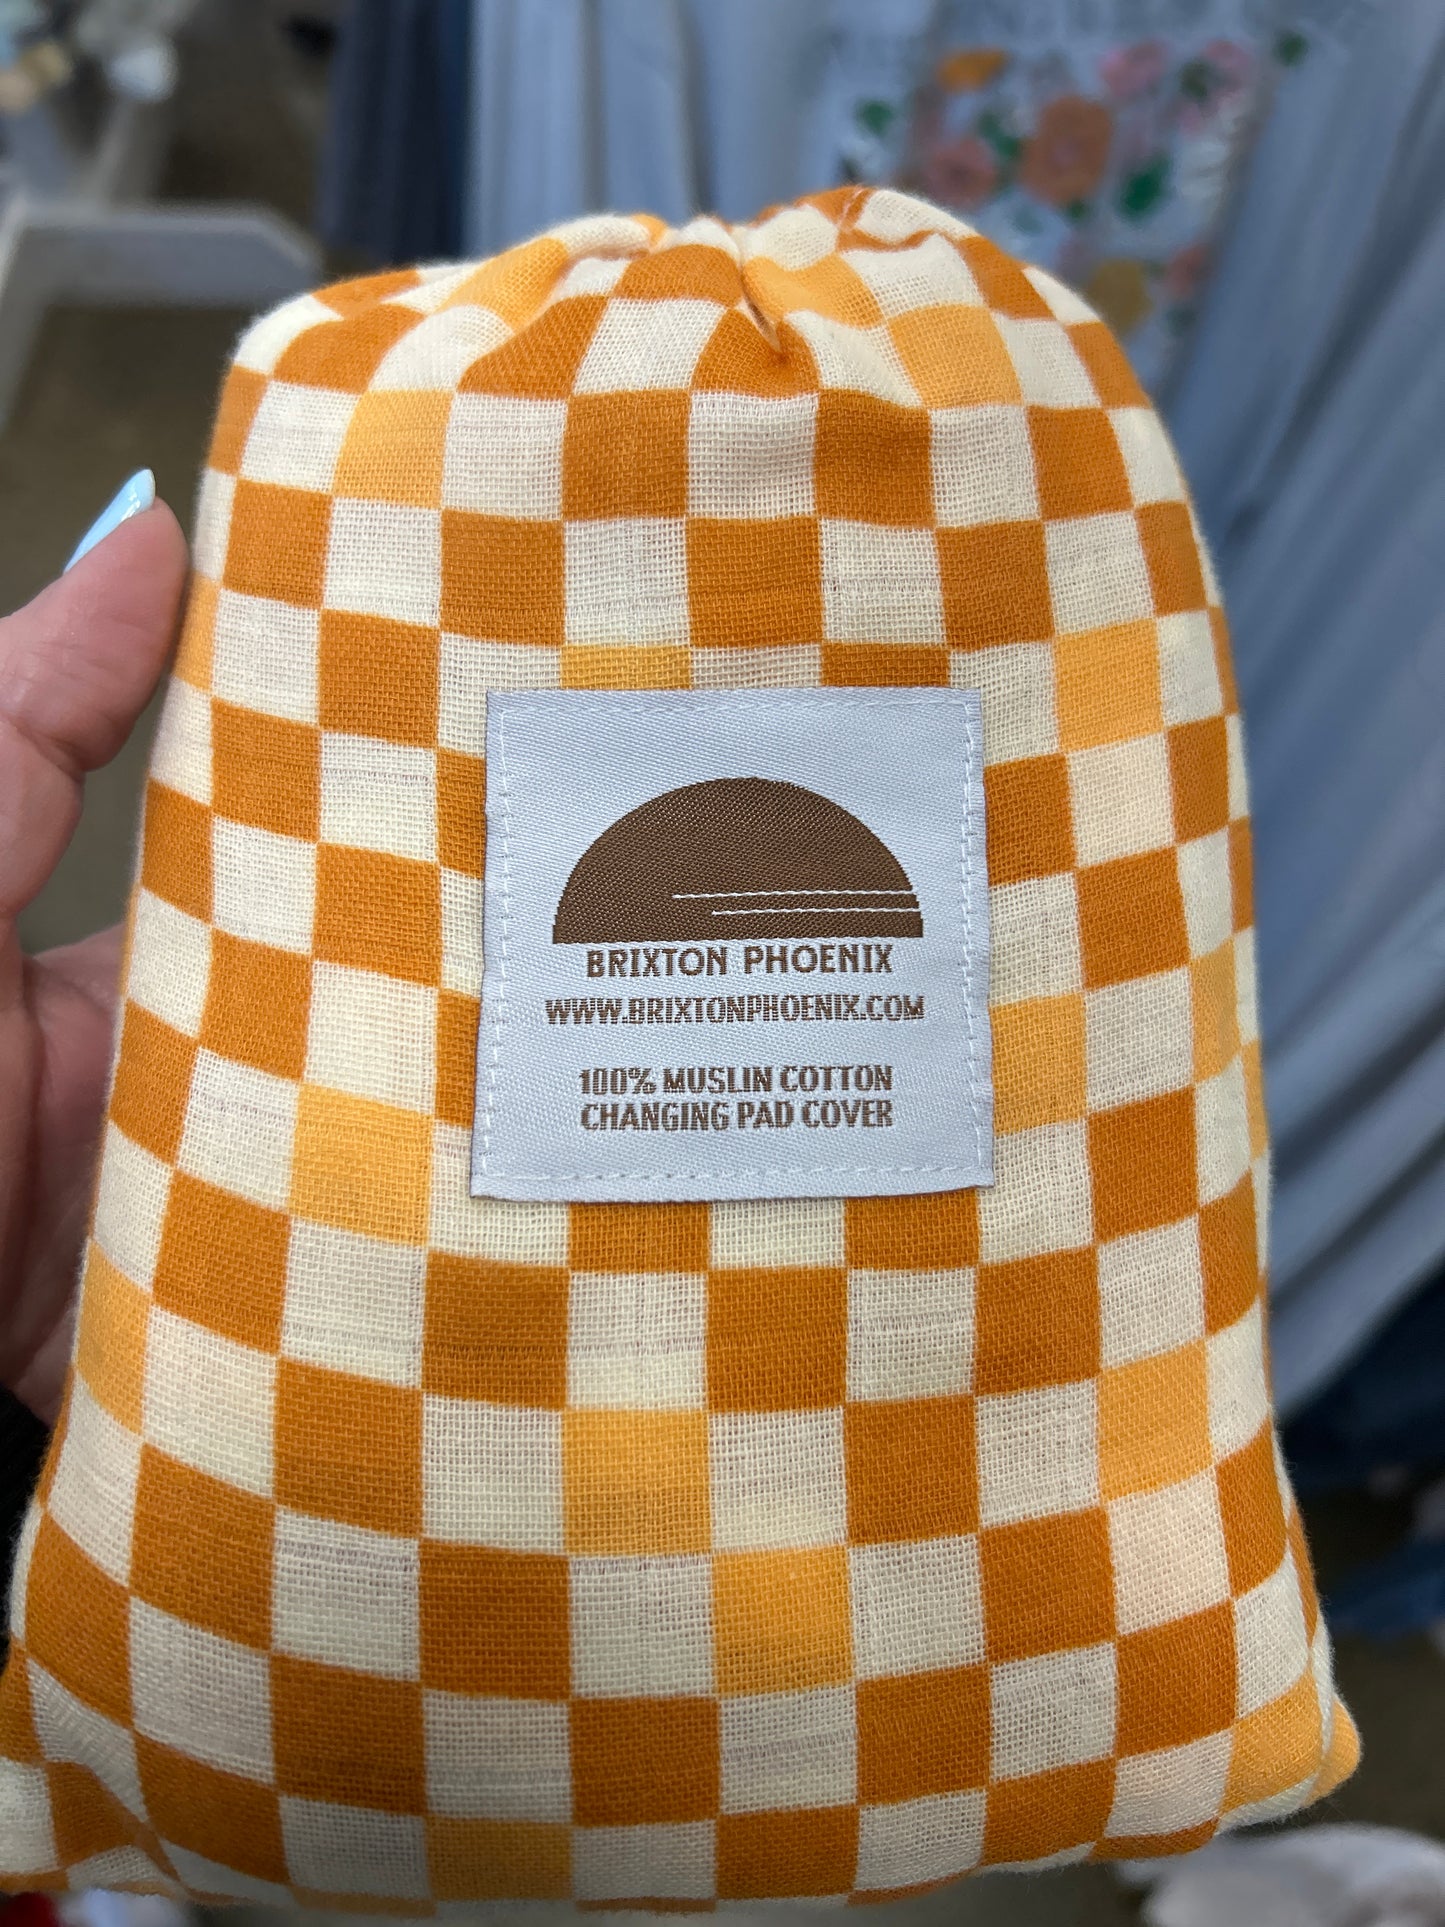 BRIXTON PHOENIX
WWW.BRIXTONPHOENIX.COM
100% MUSLIN COTTON
CHANGING PAD COVER